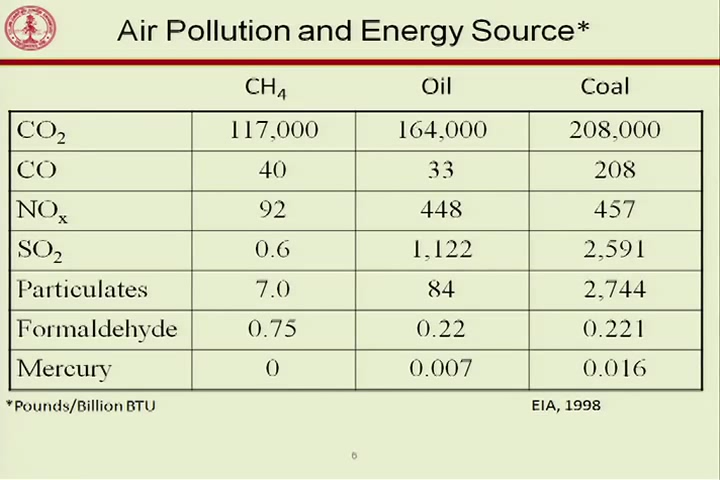 Air Pollution and Energy Source*
CH₄ Oil Coal
CO₂ 117,000 164,000 208,000
CO 40 33 208
NOₓ 92 448 457
SO₂ 0.6 1,122 2,591
Particulates 7.0 84 2,744
Formaldehyde 0.75 0.22 0.221
Mercury 0 0.007 0.016
*Pounds/Billion BTU EIA, 1998
6